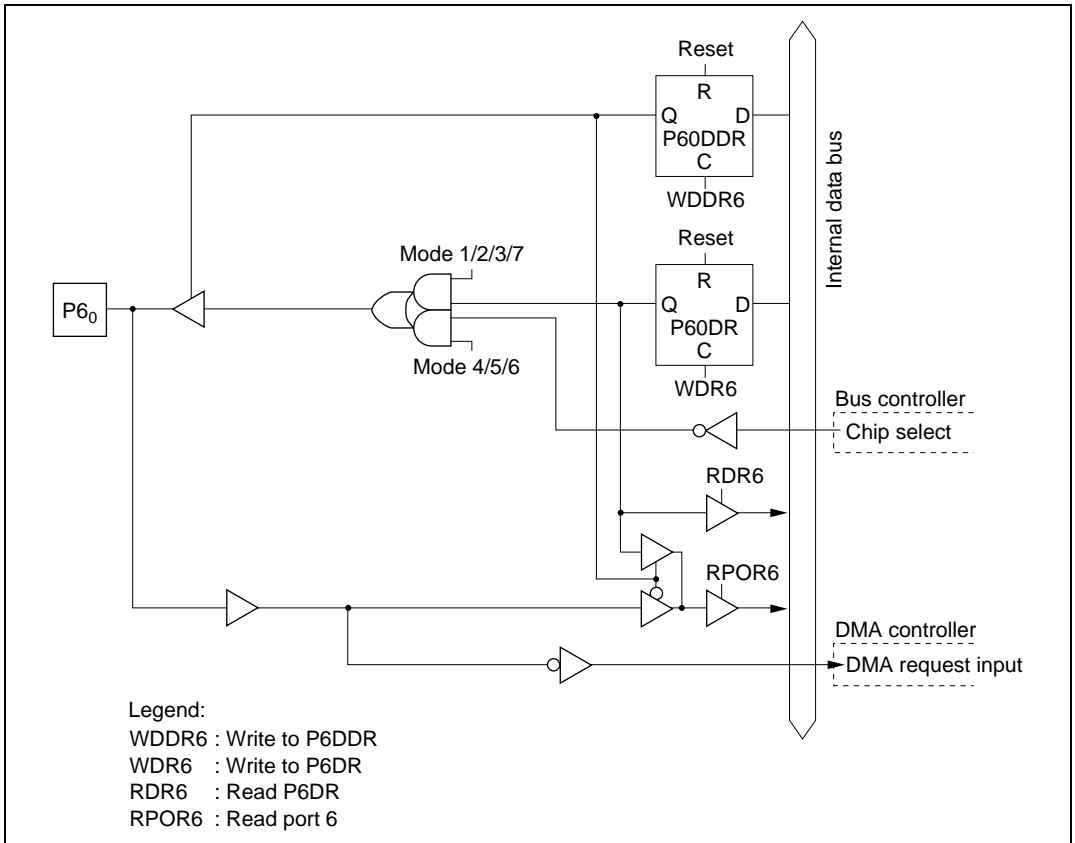 Reset
R
Q D
P60DDR
C
WDDR6
Internal data bus
Reset
Mode 1/2/3/7
R
Q D
P60DR
C
WDR6
P6₀
Mode 4/5/6
Bus controller
Chip select
RDR6
RPOR6
DMA controller
DMA request input
Legend:
WDDR6 : Write to P6DDR
WDR6 : Write to P6DR
RDR6 : Read P6DR
RPOR6 : Read port 6